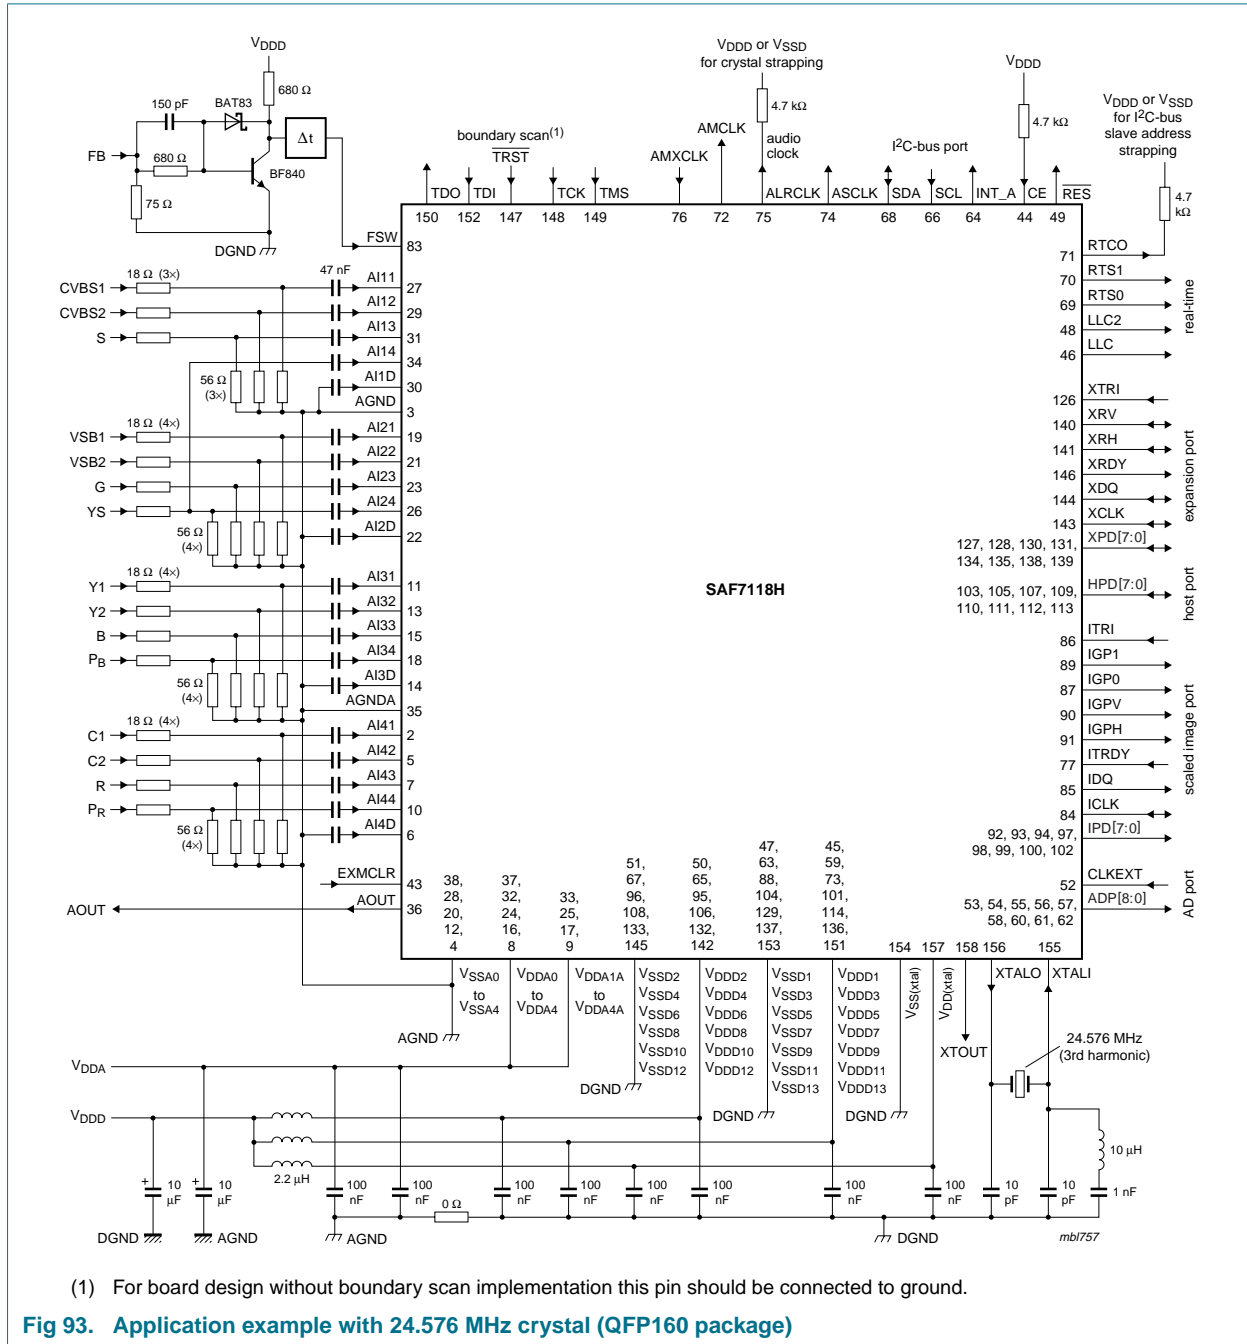 VDDD
680 Ω
150 pF
BAT83
FB
680 Ω
BF840
75 Ω
DGND
Δt
boundary scan(1)
TRST
TDO
TDI
TCK
TMS
150
152
147
148
149
VDDD or VSSD
for crystal strapping
4.7 kΩ
AMCLK
AMXCLK
audio
clock
ALRCLK
ASCLK
76
72
75
74
I2C-bus port
SDA
SCL
INT_A
CE
RES
68
66
64
44
49
VDDD
4.7 kΩ
VDDD or VSSD
for I2C-bus
slave address
strapping
4.7
kΩ
FSW
83
18 Ω (3×)
47 nF
CVBS1
AI11
27
CVBS2
AI12
29
S
AI13
31
AI14
34
56 Ω
(3×)
AI1D
30
AGND
3
18 Ω (4×)
VSB1
AI21
19
VSB2
AI22
21
G
AI23
23
YS
AI24
26
56 Ω
(4×)
AI2D
22
18 Ω (4×)
Y1
AI31
11
Y2
AI32
13
B
AI33
15
PB
AI34
18
56 Ω
(4×)
AI3D
14
AGNDA
35
18 Ω (4×)
C1
AI41
2
C2
AI42
5
R
AI43
7
PR
AI44
10
56 Ω
(4×)
AI4D
6
EXMCLR
43
AOUT
AOUT
36
SAF7118H
71
RTCO
70
RTS1
69
RTS0
48
LLC2
46
LLC
real-time
126
XTRI
140
XRV
141
XRH
146
XRDY
144
XDQ
143
XCLK
127, 128, 130, 131,
134, 135, 138, 139
XPD[7:0]
expansion port
103, 105, 107, 109,
110, 111, 112, 113
HPD[7:0]
host port
86
ITRI
89
IGP1
87
IGP0
90
IGPV
91
IGPH
77
ITRDY
85
IDQ
84
ICLK
92, 93, 94, 97,
98, 99, 100, 102
IPD[7:0]
scaled image port
52
CLKEXT
53, 54, 55, 56, 57,
58, 60, 61, 62
ADP[8:0]
AD port
38,
28,
20,
12,
4
37,
32,
24,
16,
8
33,
25,
17,
9
51,
67,
96,
108,
133,
145
50,
65,
95,
106,
132,
142
47,
63,
88,
104,
129,
137,
153
45,
59,
73,
101,
114,
136,
151
154
157
158
156
155
VSSA0
to
VSSA4
VDDA0
to
VDDA4
VDDA1A
to
VDDA4A
VSSD2
VSSD4
VSSD6
VSSD8
VSSD10
VSSD12
VDDD2
VDDD4
VDDD6
VDDD8
VDDD10
VDDD12
VSSD1
VSSD3
VSSD5
VSSD7
VSSD9
VSSD11
VSSD13
VDDD1
VDDD3
VDDD5
VDDD7
VDDD9
VDDD11
VDDD13
VSS(xtal)
VDD(xtal)
XTOUT
XTALO
XTALI
AGND
DGND
DGND
DGND
24.576 MHz
(3rd harmonic)
VDDA
VDDD
2.2 µH
10 µH
+
10
µF
+
10
µF
100
nF
100
nF
100
nF
100
nF
100
nF
100
nF
100
nF
100
nF
10
pF
10
pF
1 nF
0 Ω
DGND
AGND
AGND
DGND
mbl757
(1) For board design without boundary scan implementation this pin should be connected to ground.
Fig 93. Application example with 24.576 MHz crystal (QFP160 package)